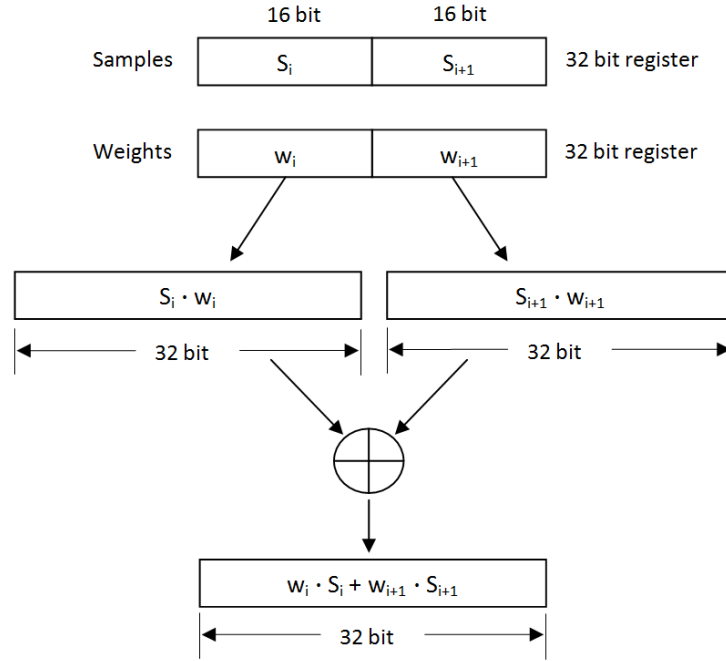 16 bit 16 bit
Samples Sᵢ Sᵢ₊₁ 32 bit register
Weights wᵢ wᵢ₊₁ 32 bit register
Sᵢ · wᵢ Sᵢ₊₁ · wᵢ₊₁
32 bit 32 bit
wᵢ · Sᵢ + wᵢ₊₁ · Sᵢ₊₁
32 bit